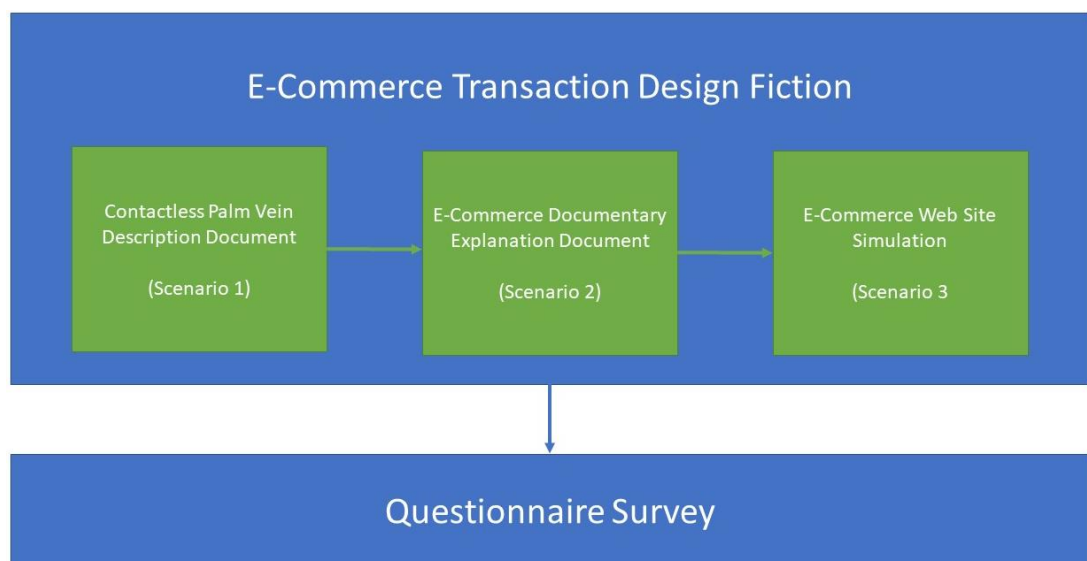 E-Commerce Transaction Design Fiction
Contactless Palm Vein
Description Document
(Scenario 1)
E-Commerce Documentary
Explanation Document
(Scenario 2)
E-Commerce Web Site
Simulation
(Scenario 3
Questionnaire Survey